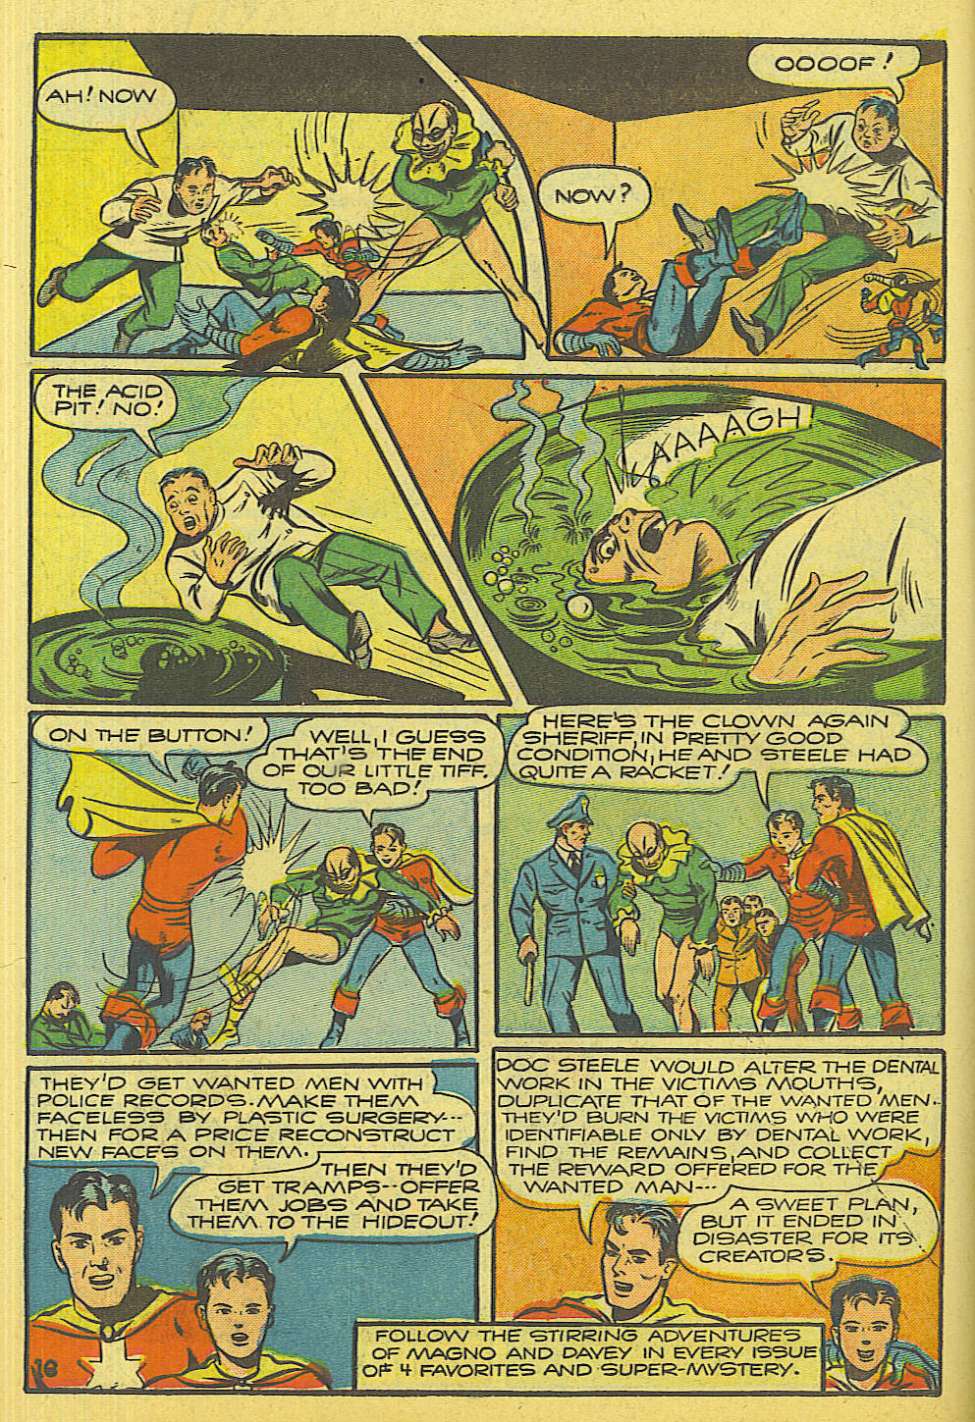 AH! NOW
OOOOF!
NOW?
THE ACID
PIT! NO!
AAAAGH
ON THE BUTTON!
WELL, I GUESS
THAT'S THE END
OF OUR LITTLE TIFF.
TOO BAD!
HERE'S THE CLOWN AGAIN
SHERIFF, IN PRETTY GOOD
CONDITION, HE AND STEELE HAD
QUITE A RACKET!
THEY'D GET WANTED MEN WITH
POLICE RECORDS. MAKE THEM
FACELESS BY PLASTIC SURGERY---
THEN FOR A PRICE RECONSTRUCT
NEW FACES ON THEM.
THEN THEY'D
GET TRAMPS--OFFER
THEM JOBS AND TAKE
THEM TO THE HIDEOUT!
DOC STEELE WOULD ALTER THE DENTAL
WORK IN THE VICTIMS MOUTHS,
DUPLICATE THAT OF THE WANTED MEN.
THEY'D BURN THE VICTIMS WHO WERE
IDENTIFIABLE ONLY BY DENTAL WORK,
FIND THE REMAINS, AND COLLECT
THE REWARD OFFERED FOR THE
WANTED MAN---
A SWEET PLAN,
BUT IT ENDED IN
DISASTER FOR ITS
CREATORS.
FOLLOW THE STIRRING ADVENTURES
OF MAGNO AND DAVEY IN EVERY ISSUE
OF 4 FAVORITES AND SUPER-MYSTERY.